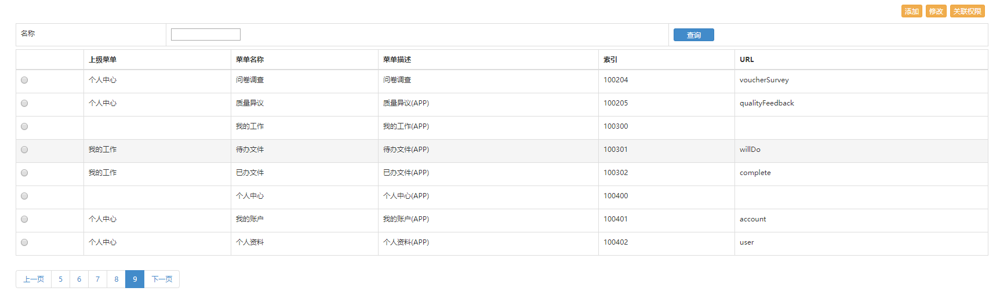 添加 修改 关联权限
名称 查询
上级菜单 菜单名称 菜单描述 索引 URL
个人中心 问卷调查 问卷调查 100204 voucherSurvey
个人中心 质量异议 质量异议(APP) 100205 qualityFeedback
我的工作 我的工作(APP) 100300
我的工作 待办文件 待办文件(APP) 100301 willDo
我的工作 已办文件 已办文件(APP) 100302 complete
个人中心 个人中心(APP) 100400
个人中心 我的账户 我的账户(APP) 100401 account
个人中心 个人资料 个人资料(APP) 100402 user
上一页 5 6 7 8 9 下一页